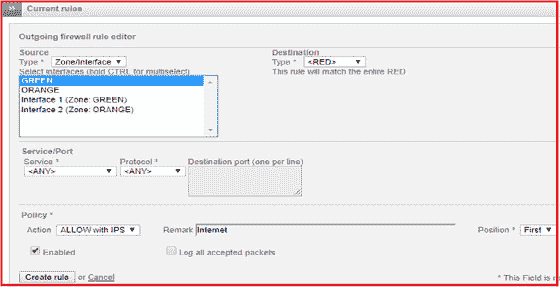 Current rules
Outgoing firewall rule editor
Source Destination
Type * Zone/Interface Type * <RED>
Select interfaces (hold CTRL for multiselect) This rule will match the entire RED
GREEN
ORANGE
Interface 1 (Zone: GREEN)
Interface 2 (Zone: ORANGE)
Service/Port
Service * Protocol * Destination port (one per line)
<ANY> <ANY>
Policy *
Action ALLOW with IPS Remark Internet Position * First
Enabled Log all accepted packets
Create rule or Cancel * This Field is